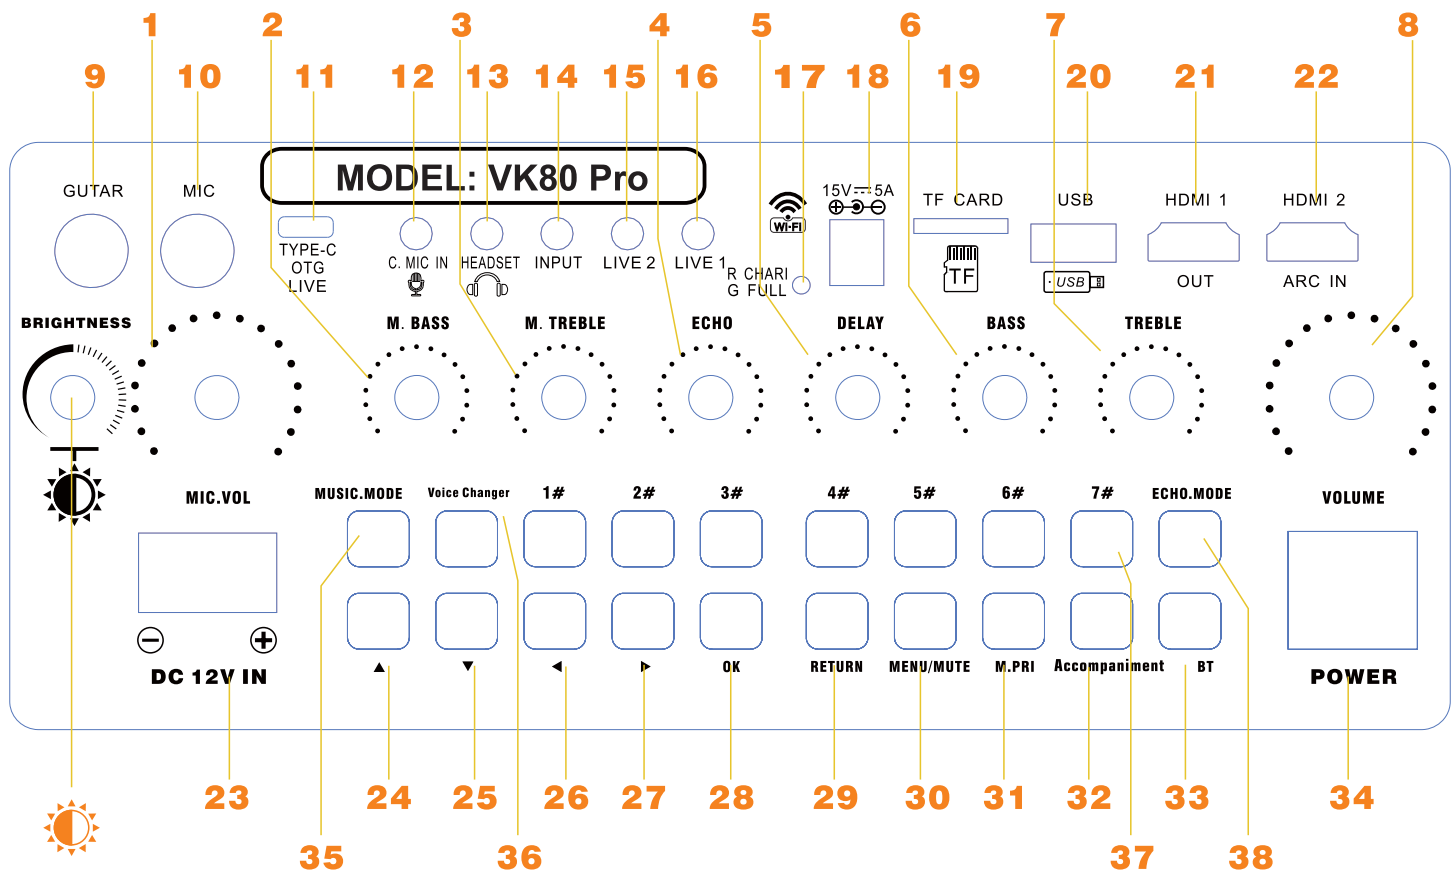 1 2 3 4 5 6 7 8
9 10 11 12 13 14 15 16 17 18 19 20 21 22
MODEL: VK80 Pro
GUTAR MIC
TYPE-C
OTG
LIVE
C. MIC IN HEADSET INPUT LIVE 2 LIVE 1
Wi-Fi
R CHARI
G FULL
15V 5A
TF CARD
TF
USB
USB
HDMI 1
OUT
HDMI 2
ARC IN
BRIGHTNESS M. BASS M. TREBLE ECHO DELAY BASS TREBLE
MIC.VOL MUSIC.MODE Voice Changer 1# 2# 3# 4# 5# 6# 7# ECHO.MODE VOLUME
DC 12V IN OK RETURN MENU/MUTE M.PRI Accompaniment BT POWER
23 24 25 26 27 28 29 30 31 32 33 34
35 36 37 38